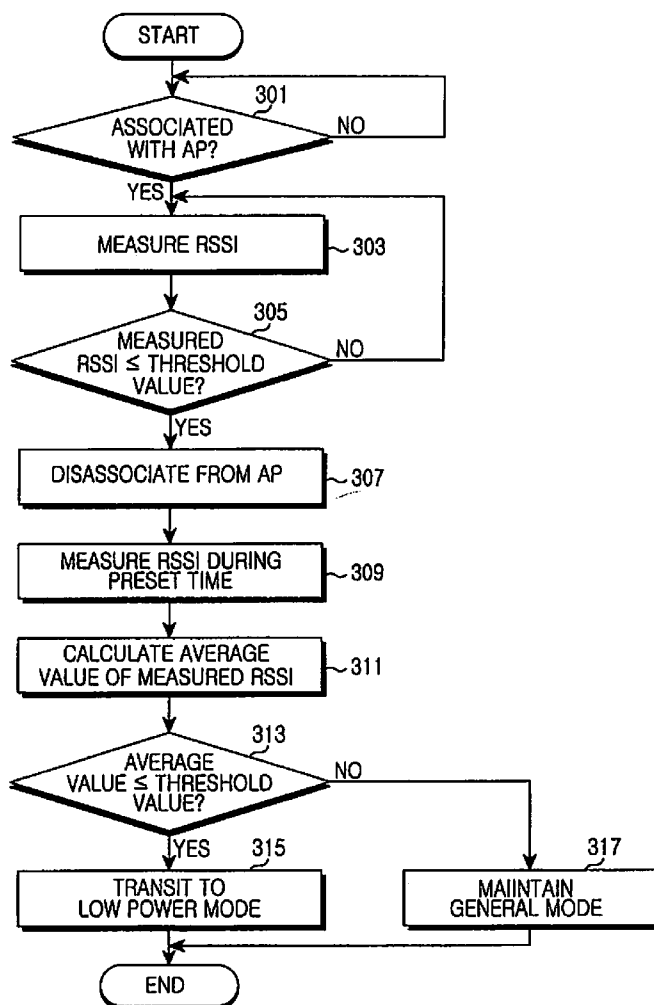 START
301
ASSOCIATED
WITH AP?
NO
YES
MEASURE RSSI
303
305
MEASURED
RSSI ≤ THRESHOLD
VALUE?
NO
YES
DISASSOCIATE FROM AP
307
MEASURE RSSI DURING
PRESET TIME
309
CALCULATE AVERAGE
VALUE OF MEASURED RSSI
311
313
AVERAGE
VALUE ≤ THRESHOLD
VALUE?
NO
YES
315
TRANSIT TO
LOW POWER MODE
317
MAIINTAIN
GENERAL MODE
END